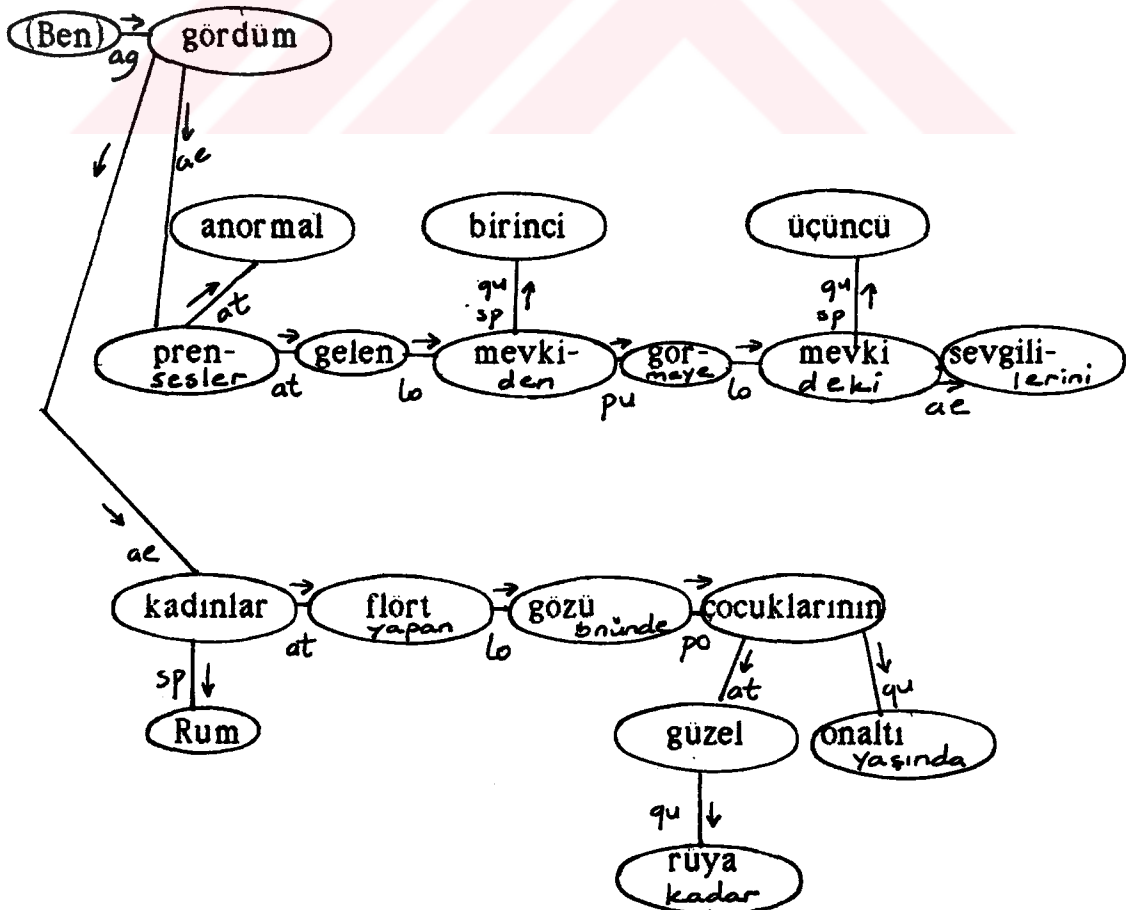 (Ben) gördüm
ag
ae
anormal birinci üçüncü
at qu sp qu sp
pren-
sesler
at
gelen
lo
mevki-
den
pu
gör-
meye
lo
mevki
deki
ae
sevgili-
lerini
ae
kadınlar
at
flört
yapan
lo
gözü
önünde
po
çocuklarının
sp
at
qu
Rum
güzel
onaltı
yaşında
qu
rüya
kadar